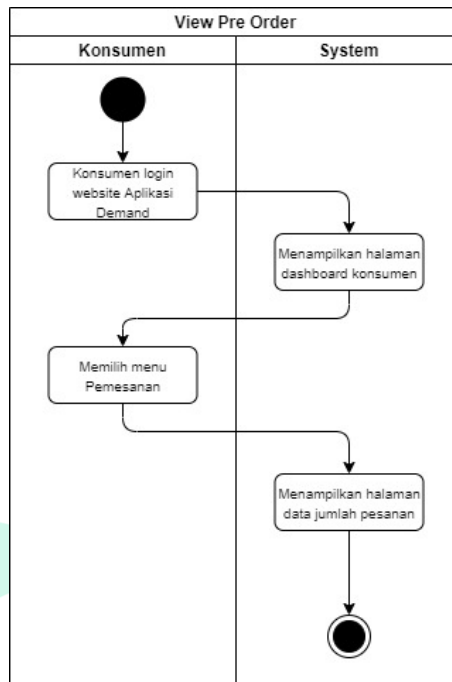 View Pre Order
Konsumen
System
Konsumen login
website Aplikasi
Demand
Menampilkan halaman
dashboard konsumen
Memilih menu
Pemesanan
Menampilkan halaman
data jumlah pesanan